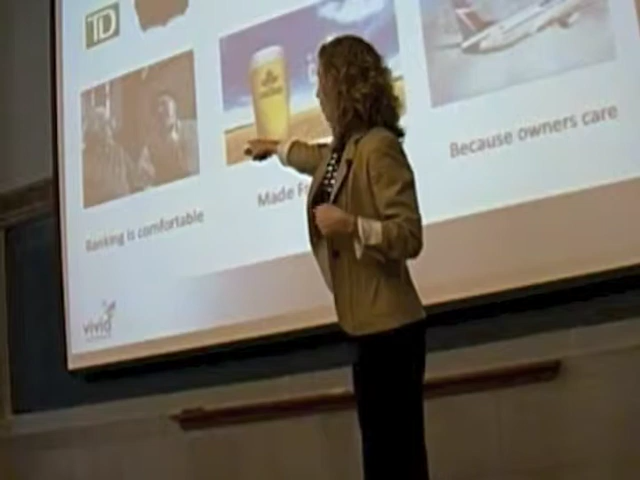 TD
Banking is comfortable
Made
Because owners care
vivid